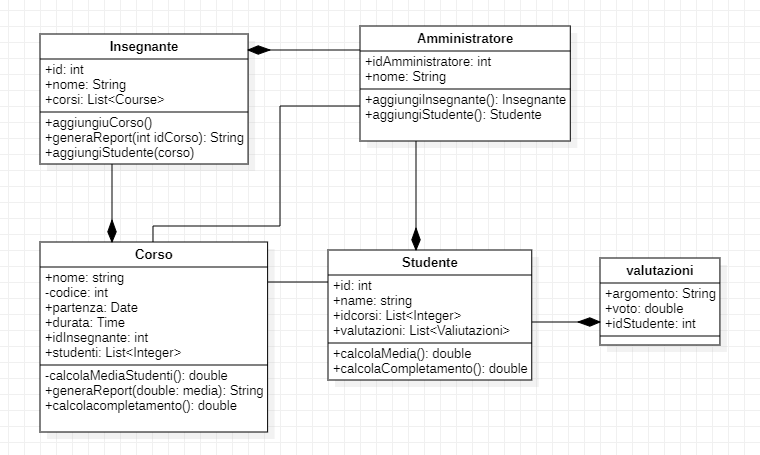 Insegnante
+id: int
+nome: String
+corsi: List<Course>
+aggiungiuCorso()
+generaReport(int idCorso): String
+aggiungiStudente(corso)
Amministratore
+idAmministratore: int
+nome: String
+aggiungiInsegnante(): Insegnante
+aggiungiStudente(): Studente
Corso
+nome: string
-codice: int
+partenza: Date
+durata: Time
+idInsegnante: int
+studenti: List<Integer>
-calcolaMediaStudenti(): double
+generaReport(double: media): String
+calcolacompletamento(): double
Studente
+id: int
+name: string
+idcorsi: List<Integer>
+valutazioni: List<Valiutazioni>
+calcolaMedia(): double
+calcolaCompletamento(): double
valutazioni
+argomento: String
+voto: double
+idStudente: int